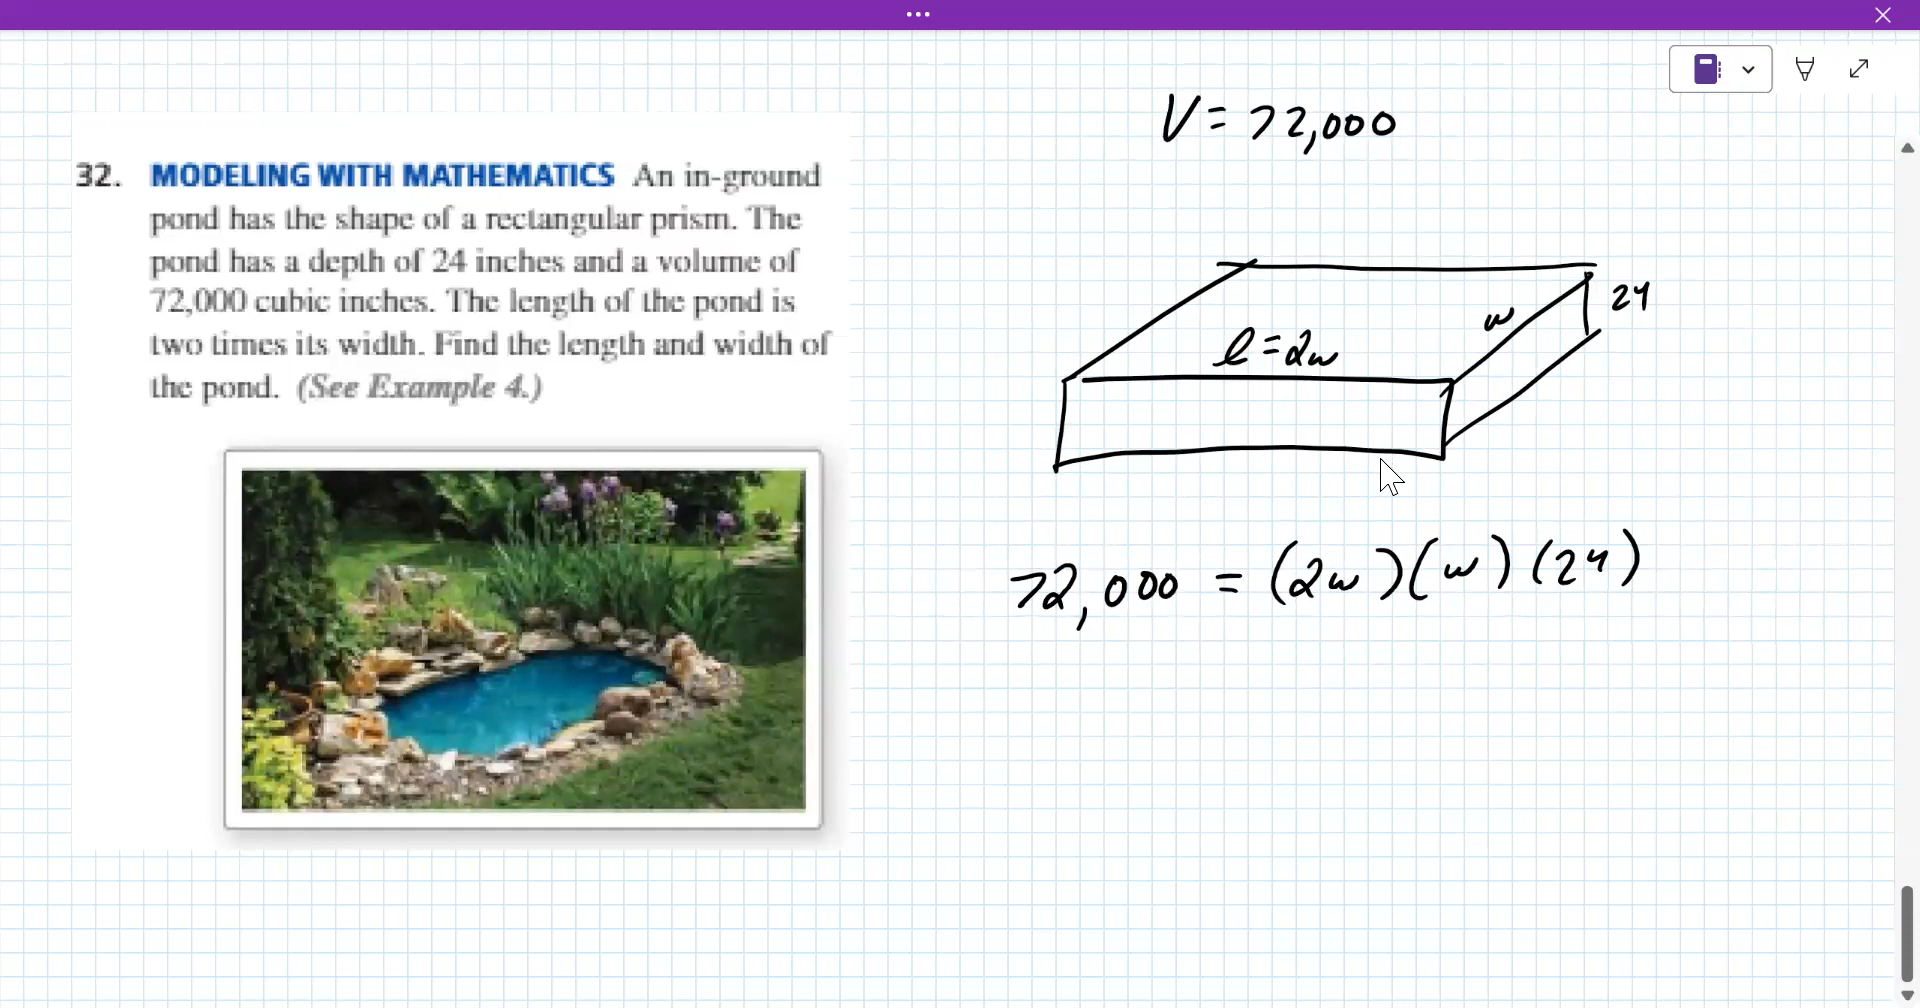 32. MODELING WITH MATHEMATICS An in-ground
pond has the shape of a rectangular prism. The
pond has a depth of 24 inches and a volume of
72,000 cubic inches. The length of the pond is
two times its width. Find the length and width of
the pond. (See Example 4.)
V = 72,000
24
w
l = 2w
72,000 = (2w)(w)(24)